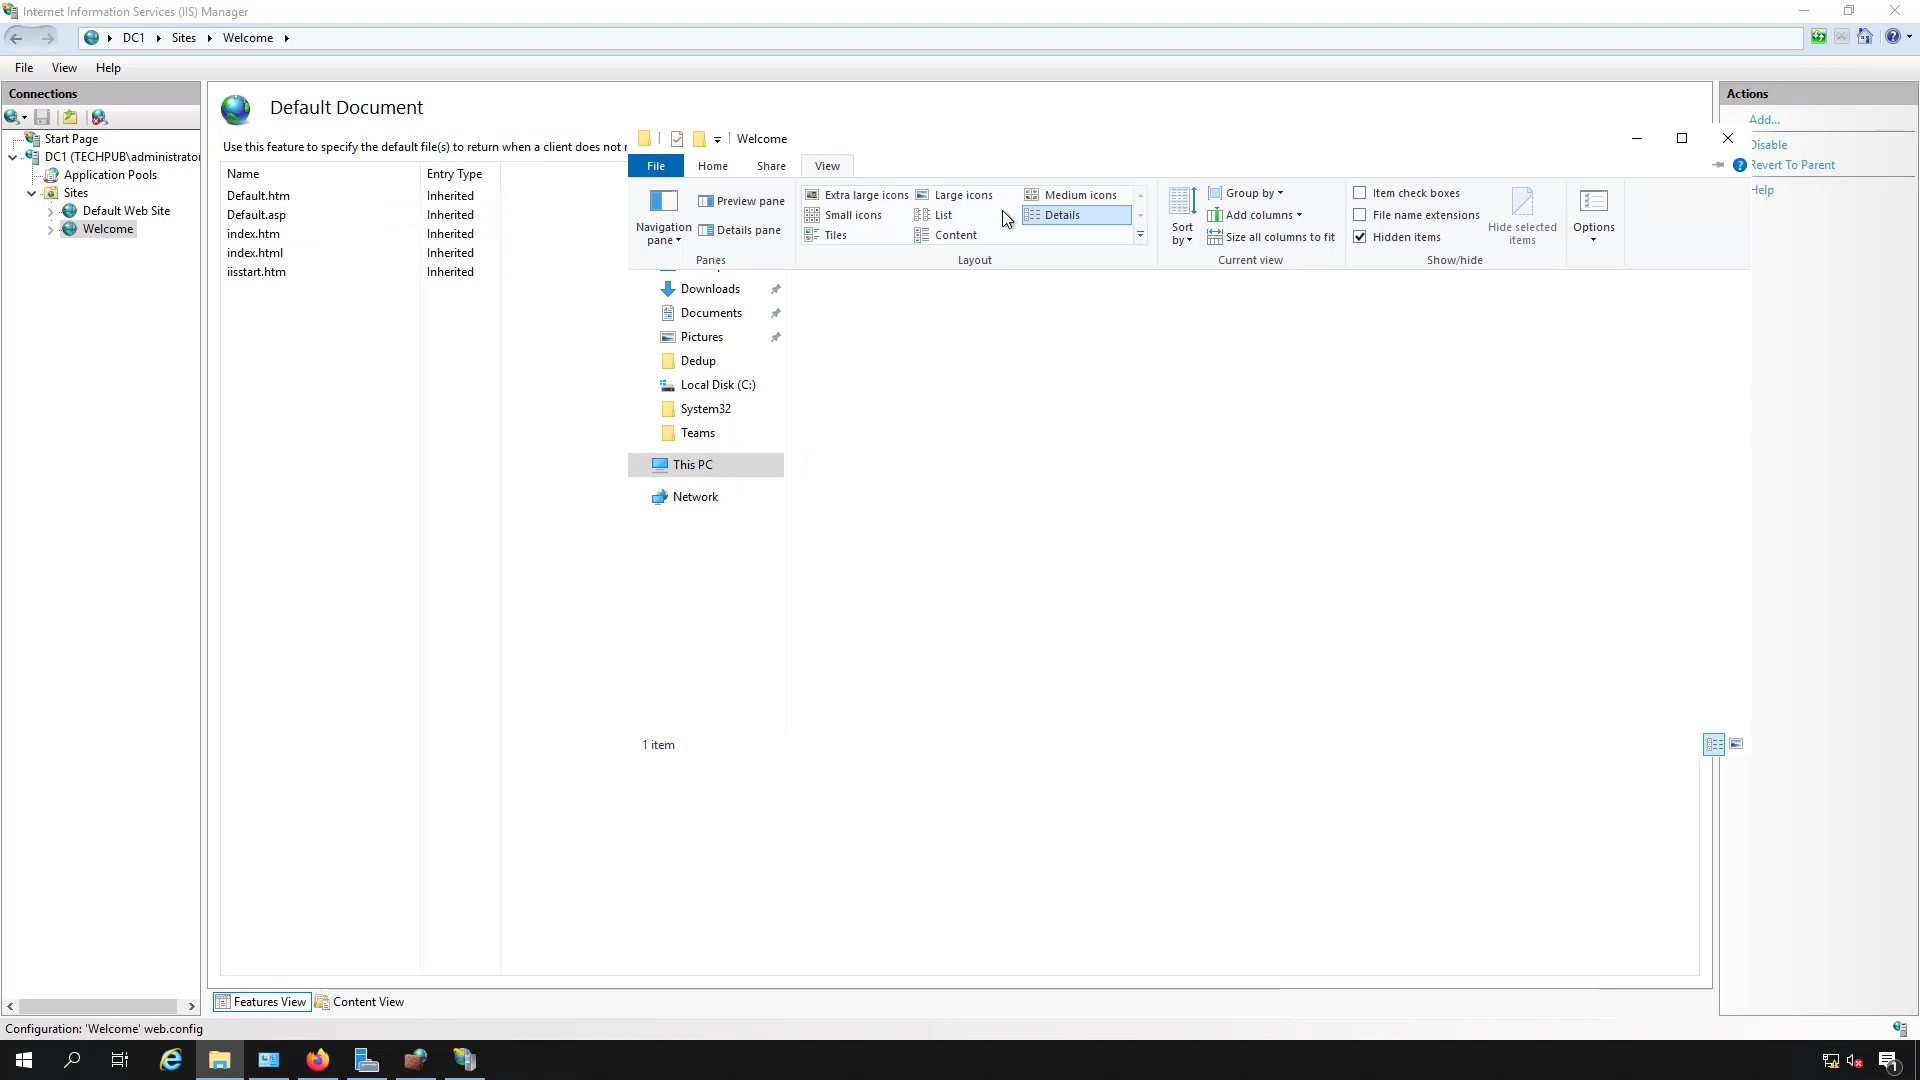 Internet Information Services (IIS) Manager
DC1 Sites Welcome
File View Help
Connections
Start Page
DC1 (TECHPUB\administrator
Application Pools
Sites
Default Web Site
Welcome
Default Document
Use this feature to specify the default file(s) to return when a client does not r
Name Entry Type
Default.htm Inherited
Default.asp Inherited
index.htm Inherited
index.html Inherited
iisstart.htm Inherited
Welcome
File Home Share View
Navigation pane
Preview pane
Details pane
Panes
Extra large icons Large icons Medium icons
Small icons List Details
Tiles Content
Layout
Sort by
Group by
Add columns
Size all columns to fit
Current view
Item check boxes
File name extensions
Hidden items
Hide selected items
Show/hide
Options
Downloads
Documents
Pictures
Dedup
Local Disk (C:)
System32
Teams
This PC
Network
1 item
Actions
Add...
Disable
Revert To Parent
Help
Features View Content View
Configuration: 'Welcome' web.config
1